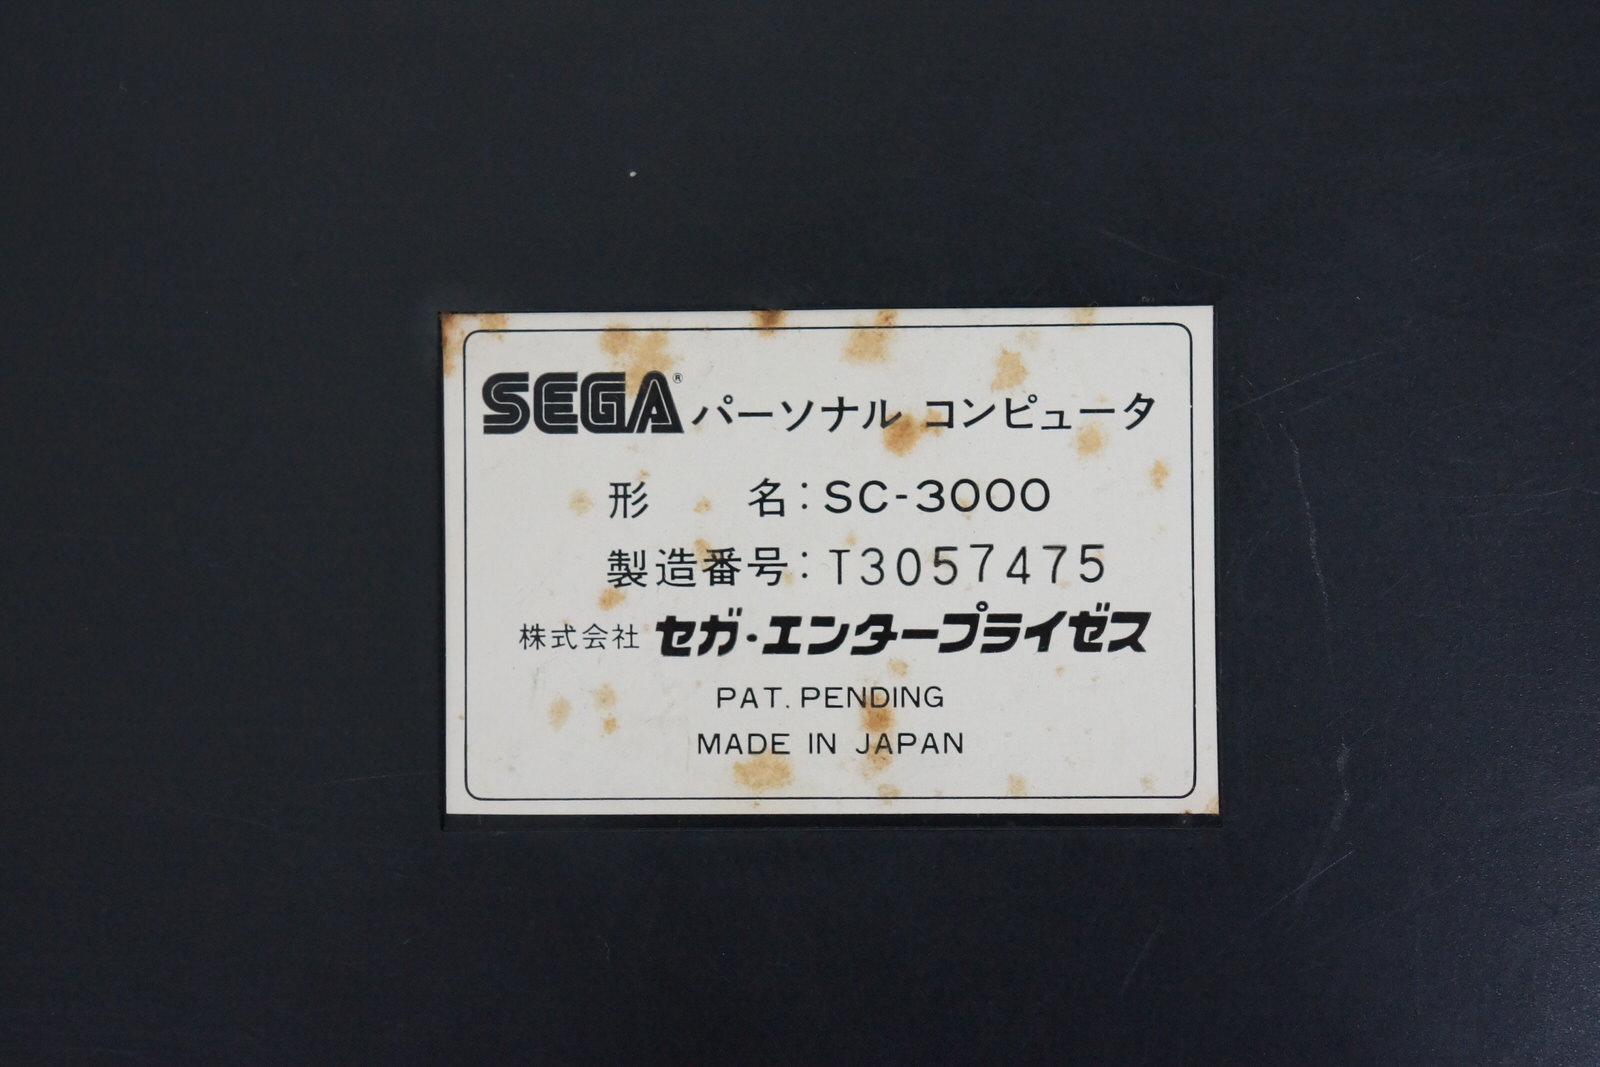 SEGA® パーソナル コンピュータ
形 名：SC-3000
製造番号：T3057475
株式会社 セガ・エンタープライゼス
PAT. PENDING
MADE IN JAPAN